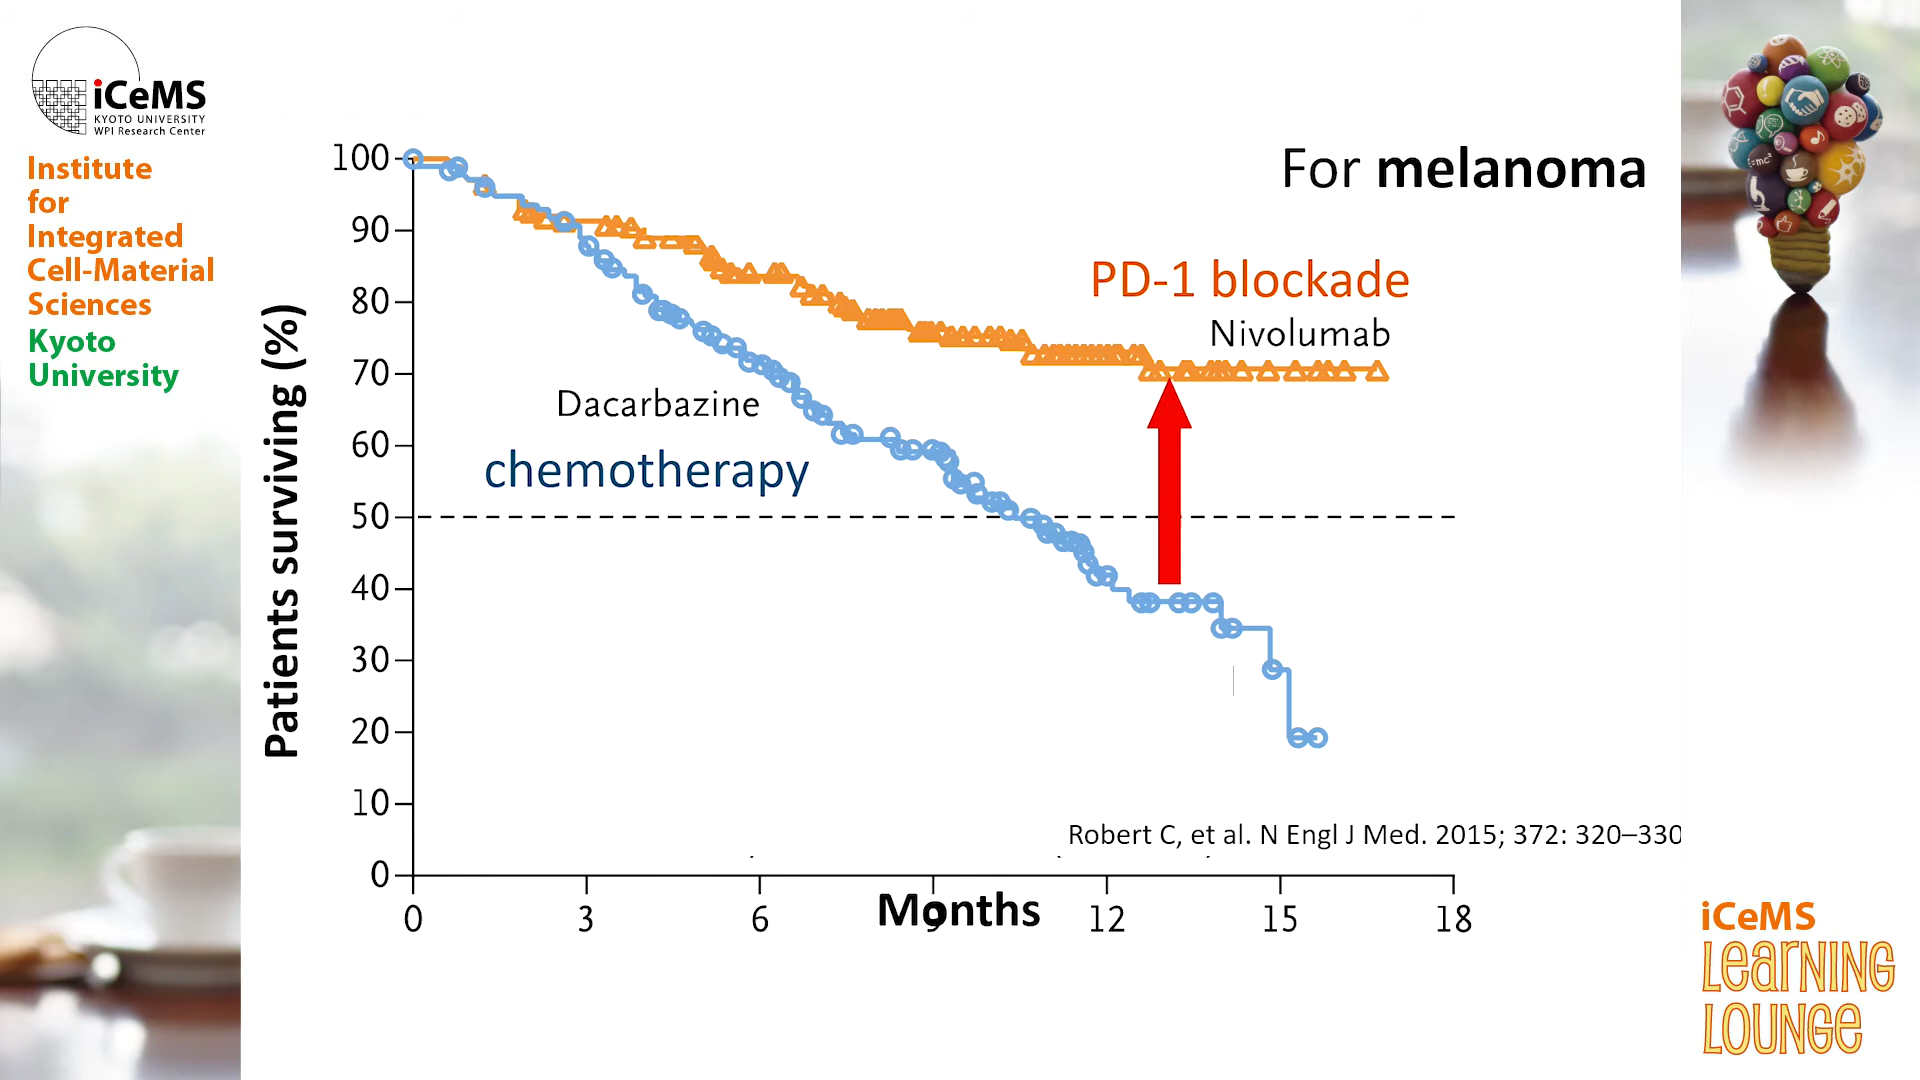 iCeMS
KYOTO UNIVERSITY
WPI Research Center
Institute
for
Integrated
Cell-Material
Sciences
Kyoto
University
For melanoma
PD-1 blockade
Nivolumab
Dacarbazine
chemotherapy
Patients surviving (%)
100
90
80
70
60
50
40
30
20
10
0
Robert C, et al. N Engl J Med. 2015; 372: 320–330
0 3 6 9 12 15 18
Months
=mc²
iCeMS
LeaRNING
LOUNGe